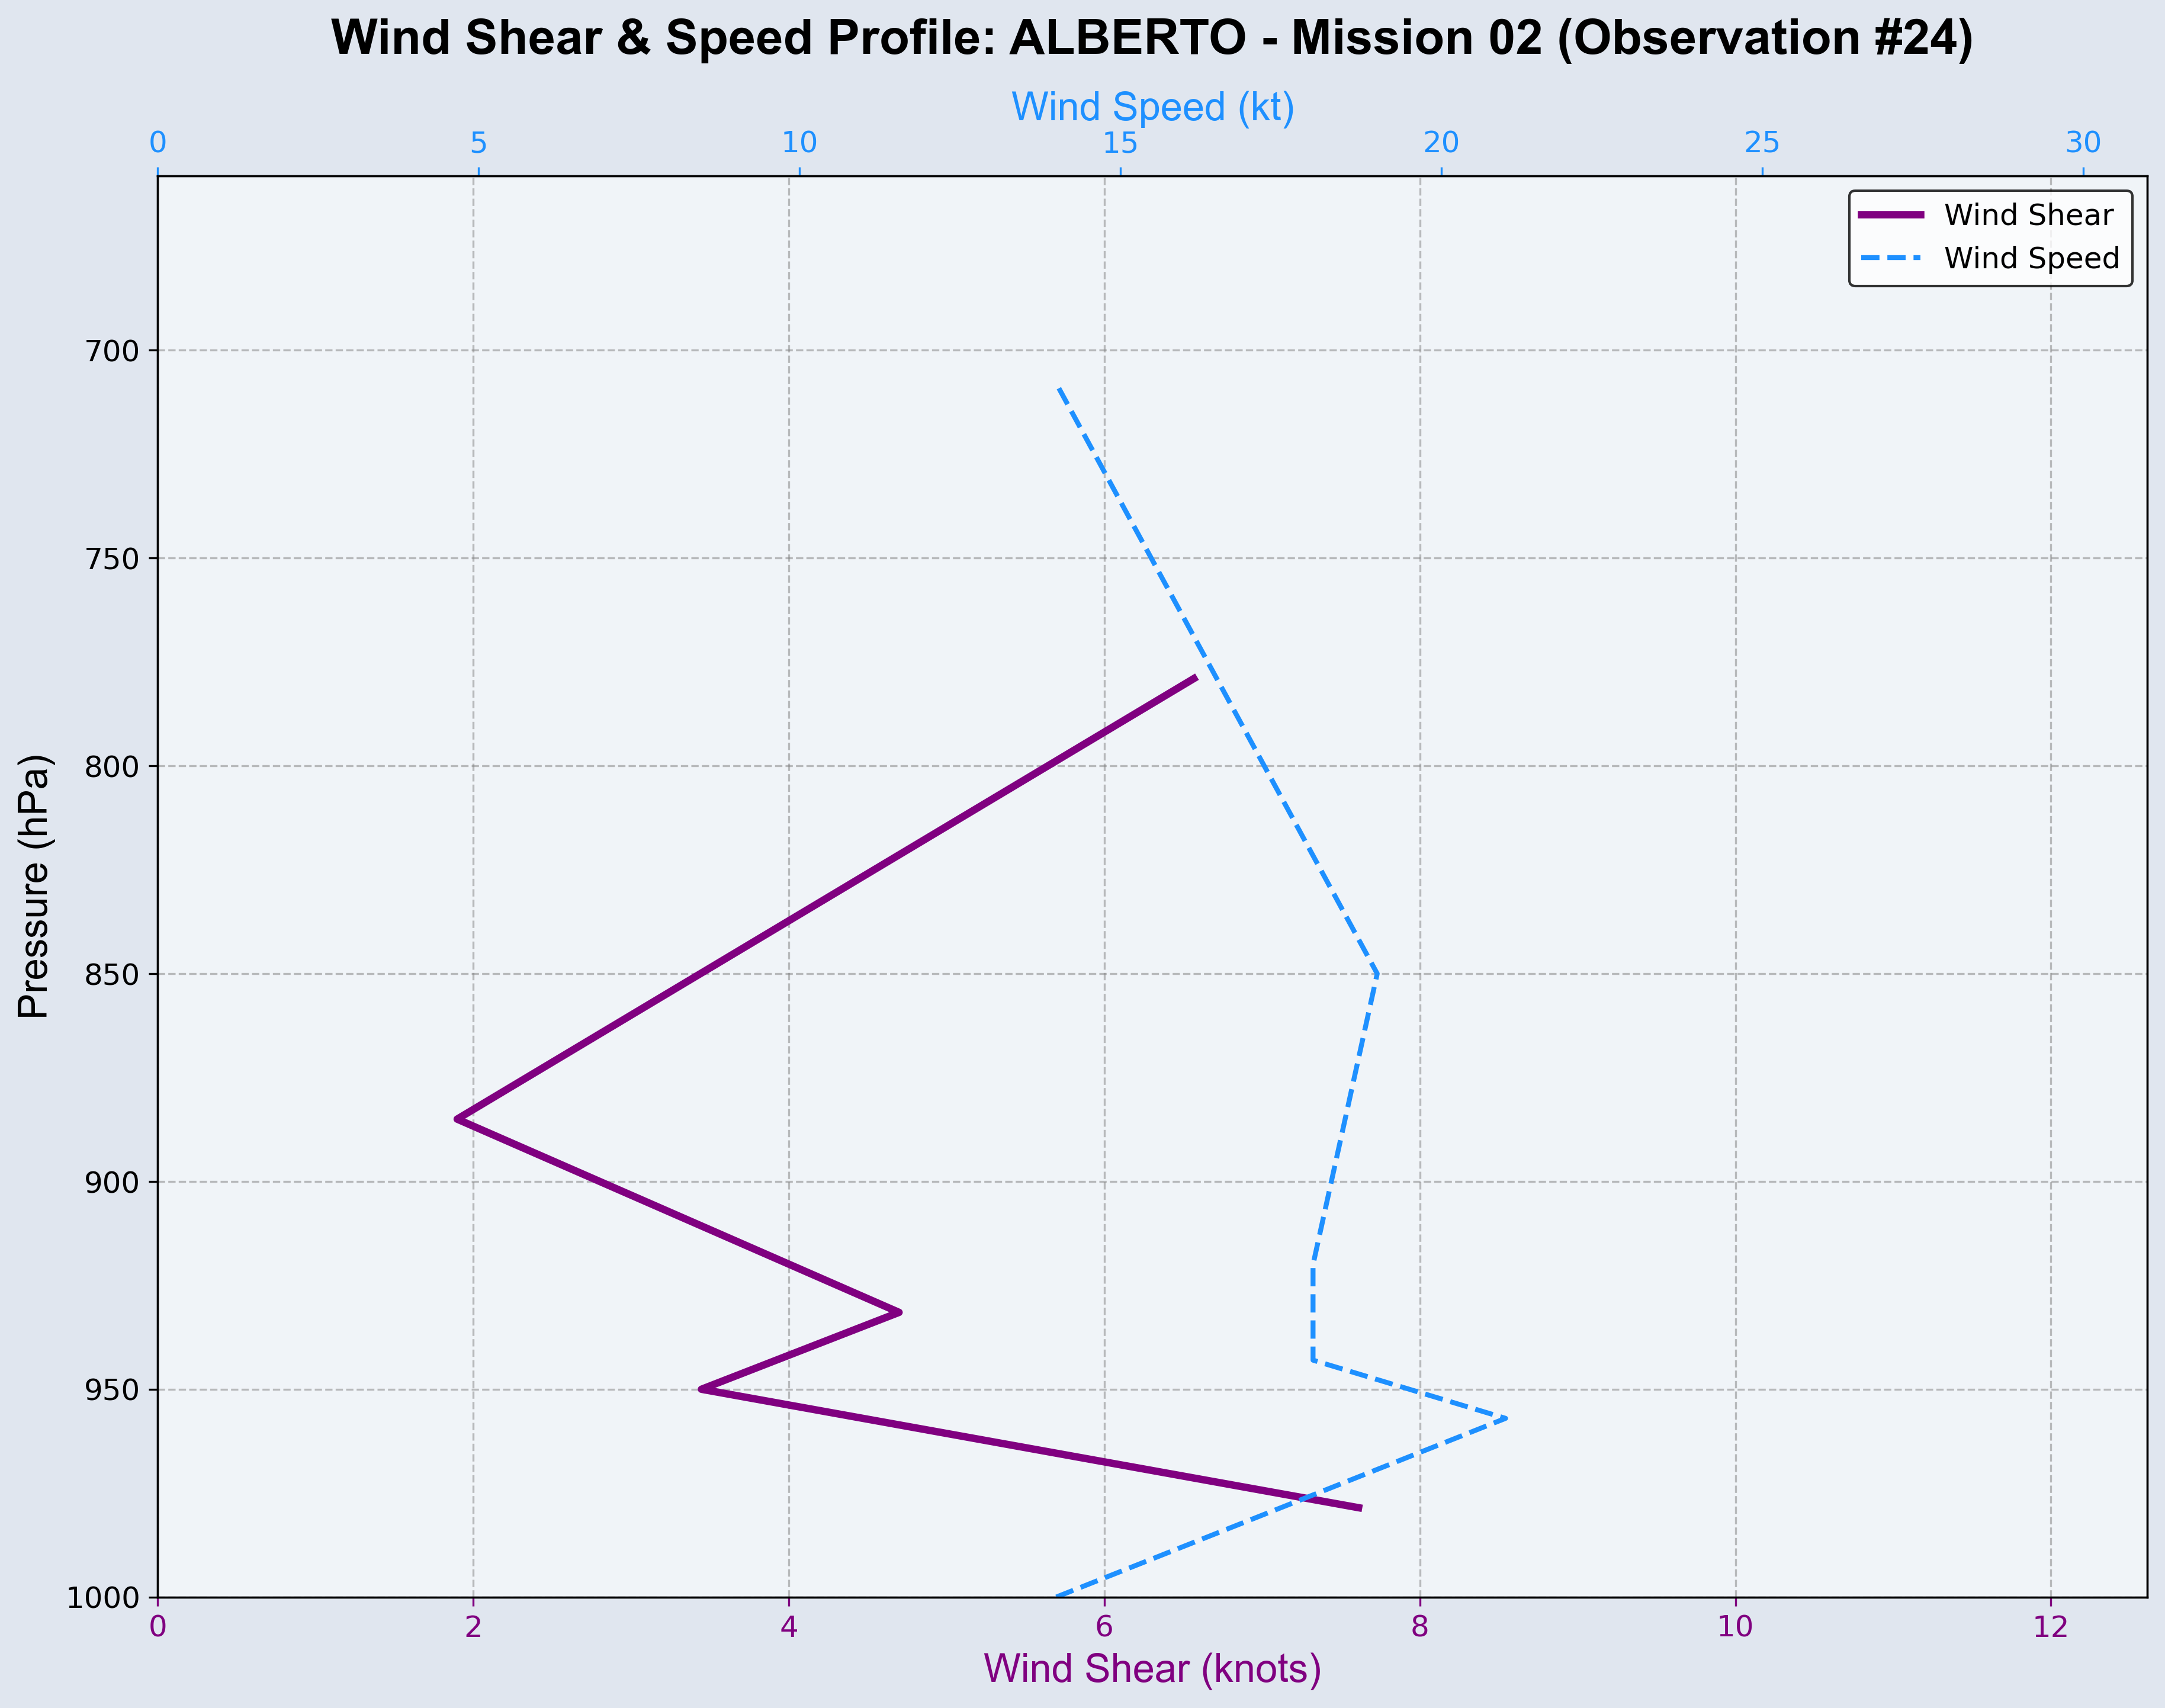 Wind Shear & Speed Profile: ALBERTO - Mission 02 (Observation #24)
Wind Speed (kt)
0 5 10 15 20 25 30
Wind Shear
Wind Speed
700
750
800
850
900
950
1000
Pressure (hPa)
0 2 4 6 8 10 12
Wind Shear (knots)